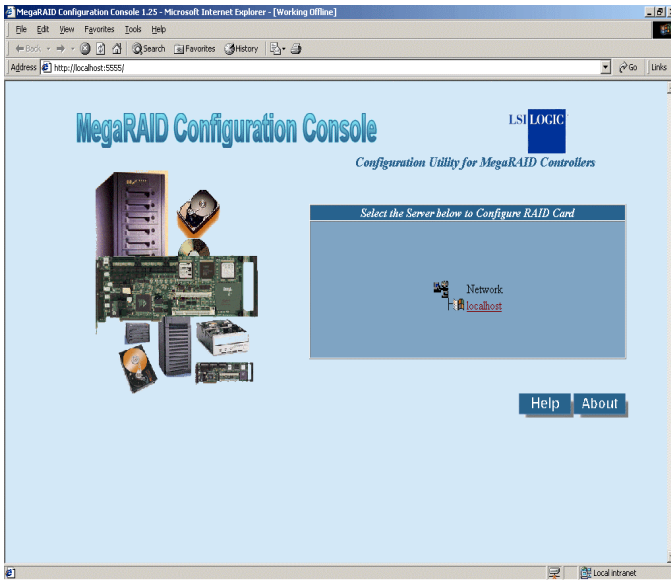 MegaRAID Configuration Console 1.25 - Microsoft Internet Explorer - [Working Offline]
File Edit View Favorites Tools Help
Back Search Favorites History
Address http://localhost:5555/ Go Links
MegaRAID Configuration Console
LSI LOGIC
Configuration Utility for MegaRAID Controllers
Select the Server below to Configure RAID Card
Network
localhost
Help About
Local intranet